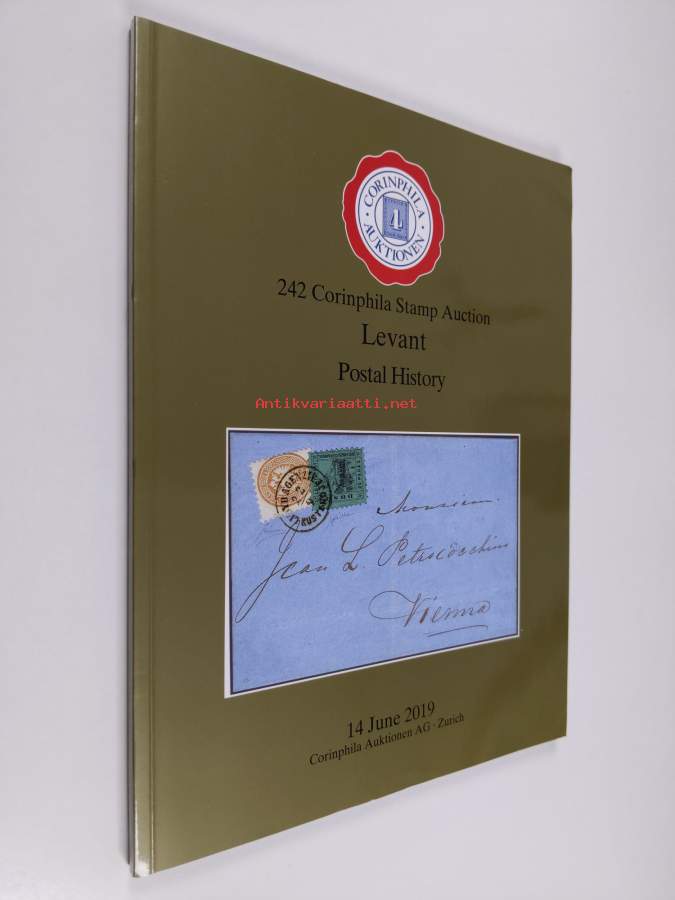 CORINPHILA
4
AUKTIONEN
242 Corinphila Stamp Auction
Levant
Postal History
Antikvariaatti.net
Monsieur
Jean L. Petrocochino
Vienna
14 June 2019
Corinphila Auktionen AG · Zurich